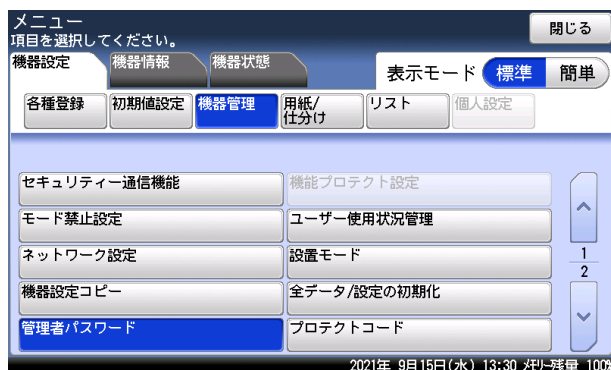 メニュー
項目を選択してください。
閉じる
機器設定 機器情報 機器状態
表示モード 標準 簡単
各種登録 初期値設定 機器管理 用紙/
仕分け リスト 個人設定
セキュリティー通信機能 機能プロテクト設定
モード禁止設定 ユーザー使用状況管理
ネットワーク設定 設置モード
機器設定コピー 全データ/設定の初期化
管理者パスワード プロテクトコード
1
2
2021年 9月15日(水) 13:30 メモリー残量 100%